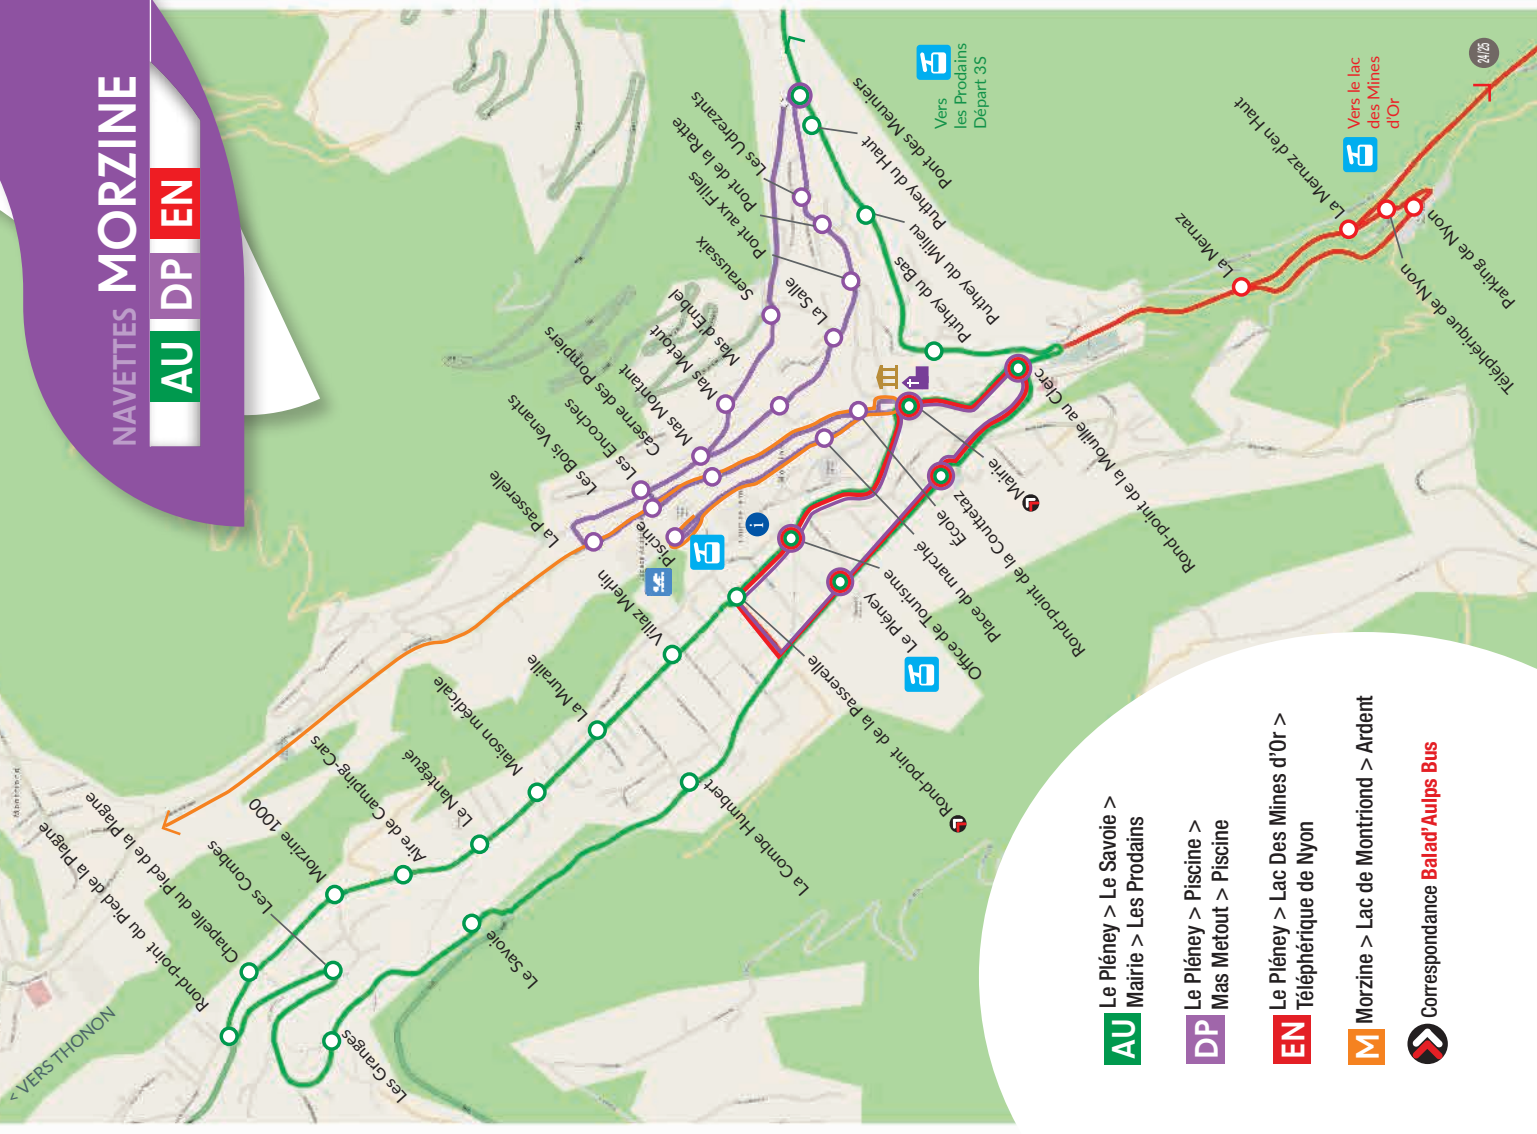 NAVETTES MORZINE
AU DP EN
Vers
les Prodains
Départ 3S
Vers le lac
des Mines
d'Or
24/25
Pont des Meuniers
Puthey du Haut
Puthey du Milieu
Puthey du Bas
Les Udrezants
Pont de la Ratte
Pont aux Filles
Seraussaix
La Salle
Mas d'Embel
Mas Metout
Mas Montant
Caserne des Pompiers
Les Encoches
Les Bois Venants
La Passerelle
Piscine
La Mernaz d'en Haut
La Mernaz
Parking de Nyon
Téléphérique de Nyon
Rond-point de la Mouille au Clerc
Mairie
Rond-point de la Coutettaz
École
Place du marché
Office de Tourisme
Le Pléney
Rond-point de la Passerelle
Villaz Merlin
La Muraille
Maison médicale
Le Nantégué
Aire de Camping-Cars
Morzine 1000
Les Combes
Chapelle du Pied de la Plagne
Rond-point du Pied de la Plagne
La Combe Humbert
Le Savoie
Les Granges
< VERS THONON
AU Le Pléney > Le Savoie >
Mairie > Les Prodains
DP Le Pléney > Piscine >
Mas Metout > Piscine
EN Le Pléney > Lac Des Mines d'Or >
Téléphérique de Nyon
M Morzine > Lac de Montriond > Ardent
Correspondance Balad'Aulps Bus